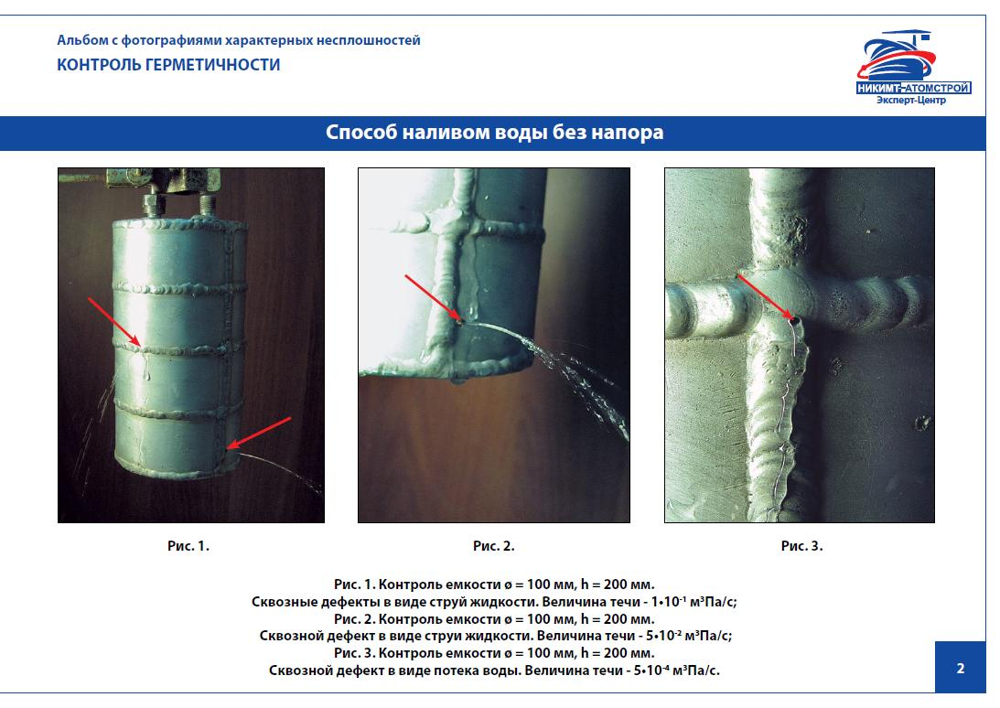 Альбом с фотографиями характерных несплошностей
КОНТРОЛЬ ГЕРМЕТИЧНОСТИ
НИКИМТ-АТОМСТРОЙ
Эксперт-Центр
Способ наливом воды без напора
Рис. 1.
Рис. 2.
Рис. 3.
Рис. 1. Контроль емкости ø = 100 мм, h = 200 мм.
Сквозные дефекты в виде струй жидкости. Величина течи - 1•10⁻¹ м³Па/с;
Рис. 2. Контроль емкости ø = 100 мм, h = 200 мм.
Сквозной дефект в виде струи жидкости. Величина течи - 5•10⁻² м³Па/с;
Рис. 3. Контроль емкости ø = 100 мм, h = 200 мм.
Сквозной дефект в виде потека воды. Величина течи - 5•10⁻⁴ м³Па/с.
2